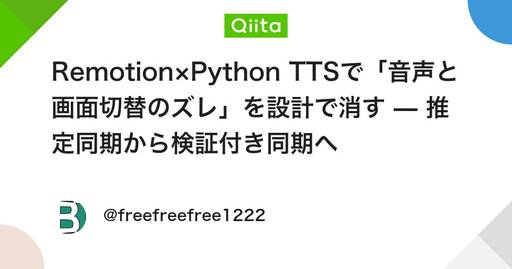 Qiita
Remotion×Python TTSで「音声と
画面切替のズレ」を設計で消す — 推
定同期から検証付き同期へ
B
@freefreefree1222